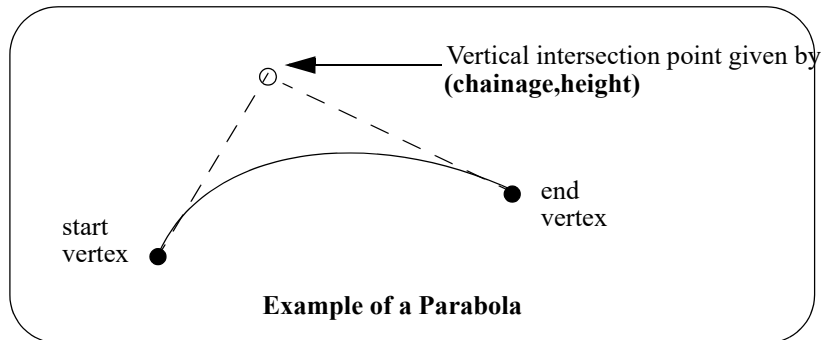 Vertical intersection point given by
(chainage,height)
start
vertex
end
vertex
Example of a Parabola